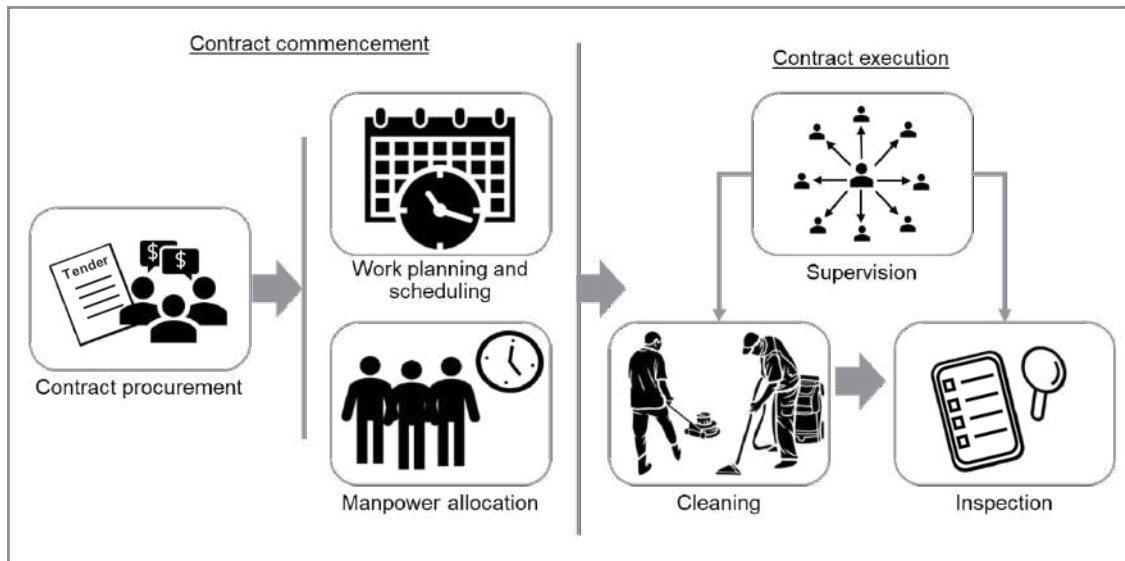 Contract commencement
Tender
$
$
Contract procurement
Work planning and
scheduling
Manpower allocation
Contract execution
Supervision
Cleaning
Inspection